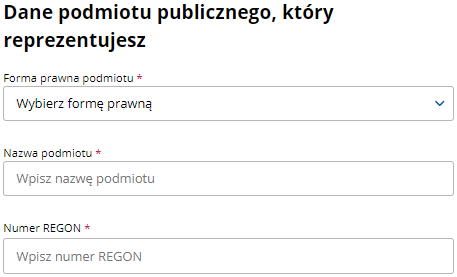 Dane podmiotu publicznego, który
reprezentujesz
Forma prawna podmiotu *
Wybierz formę prawną
Nazwa podmiotu *
Wpisz nazwę podmiotu
Numer REGON *
Wpisz numer REGON